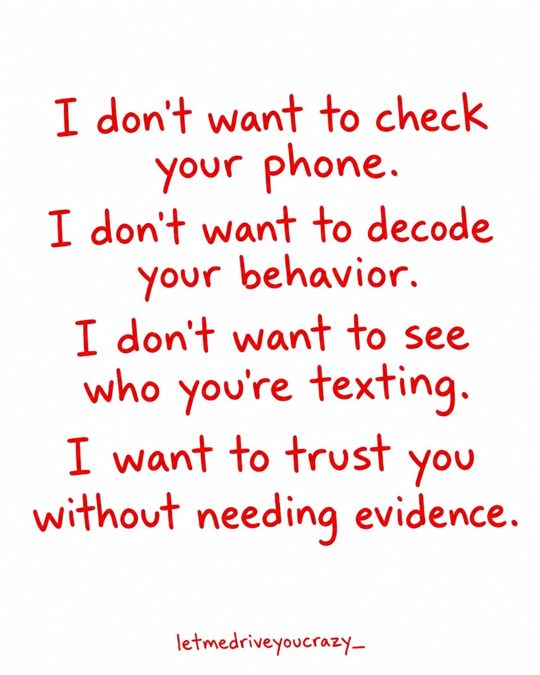 I don't want to check
your phone.
I don't want to decode
your behavior.
I don't want to see
who you're texting.
I want to trust you
without needing evidence.
letmedriveyoucrazy_